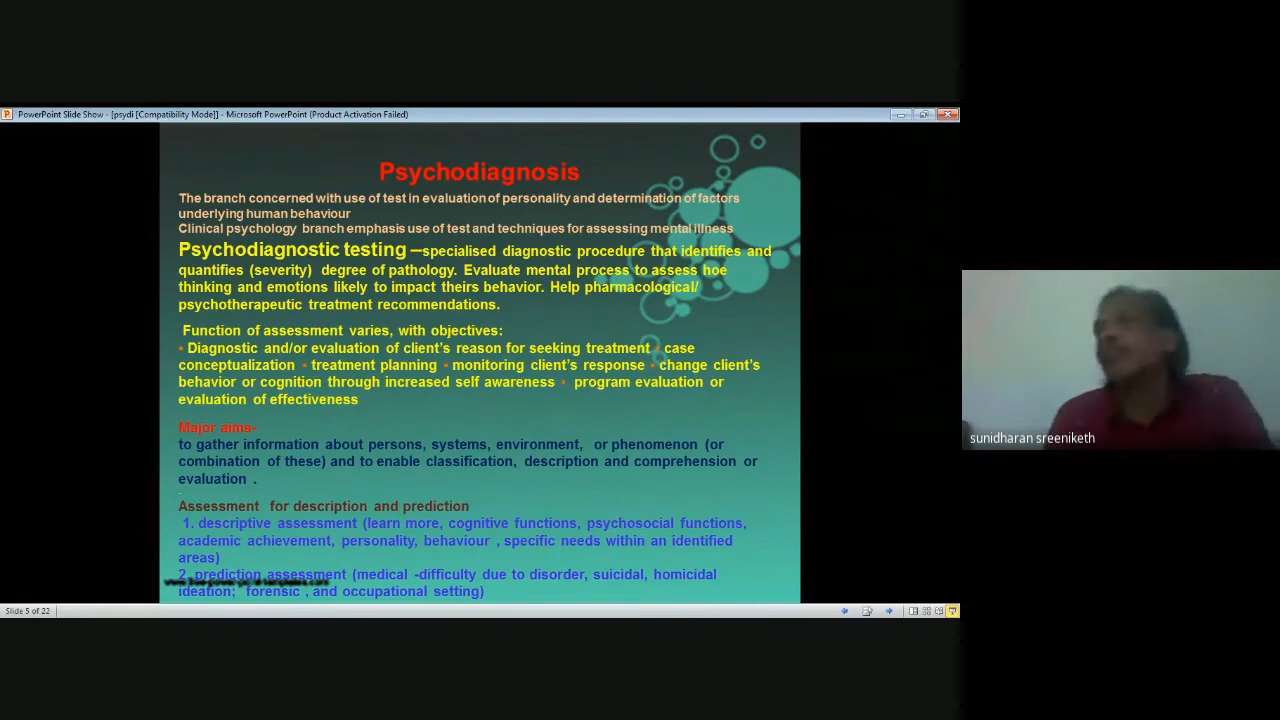 PowerPoint Slide Show - [psydi [Compatibility Mode]] - Microsoft PowerPoint (Product Activation Failed)
Psychodiagnosis
The branch concerned with use of test in evaluation of personality and determination of factors
underlying human behaviour
Clinical psychology branch emphasis use of test and techniques for assessing mental illness
Psychodiagnostic testing –specialised diagnostic procedure that identifies and
quantifies (severity) degree of pathology. Evaluate mental process to assess hoe
thinking and emotions likely to impact theirs behavior. Help pharmacological/
psychotherapeutic treatment recommendations.
Function of assessment varies, with objectives:
• Diagnostic and/or evaluation of client's reason for seeking treatment • case
conceptualization • treatment planning • monitoring client's response • change client's
behavior or cognition through increased self awareness • program evaluation or
evaluation of effectiveness
Major aims-
to gather information about persons, systems, environment, or phenomenon (or
combination of these) and to enable classification, description and comprehension or
evaluation .
Assessment for description and prediction
1. descriptive assessment (learn more, cognitive functions, psychosocial functions,
academic achievement, personality, behaviour , specific needs within an identified
areas)
2. prediction assessment (medical -difficulty due to disorder, suicidal, homicidal
ideation; forensic , and occupational setting)
Slide 5 of 22
sunidharan sreeniketh